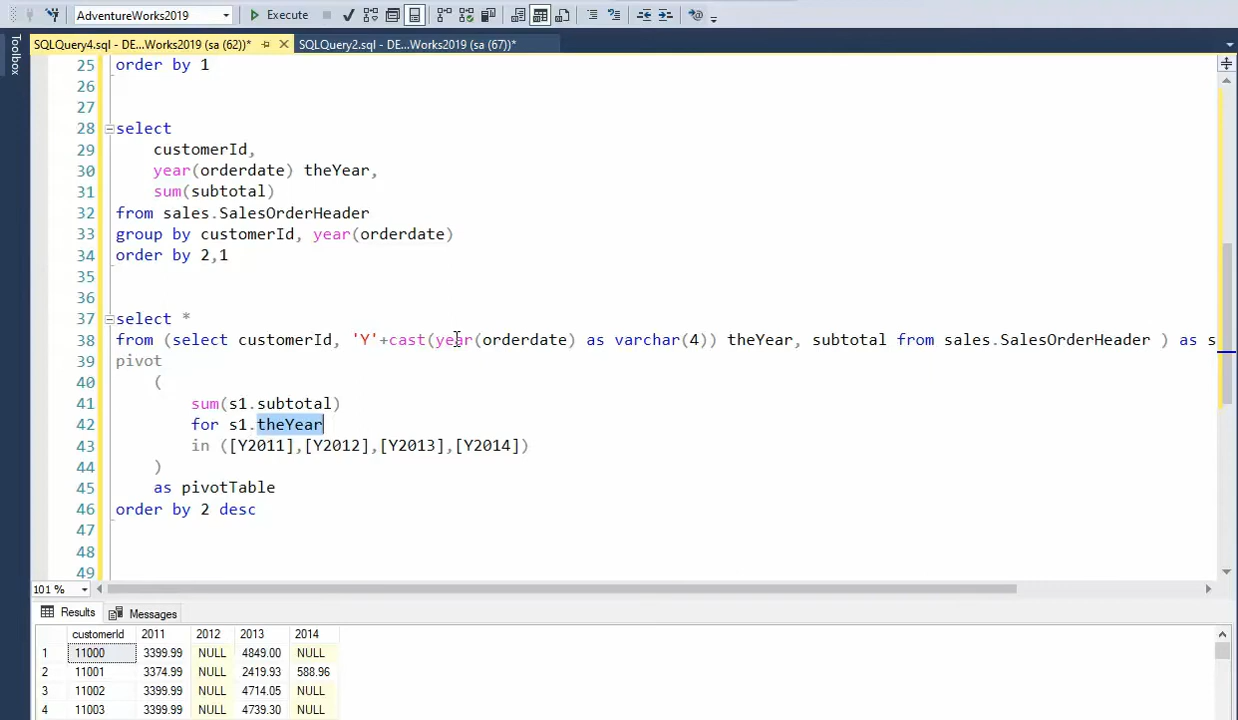 AdventureWorks2019 Execute
Toolbox
SQLQuery4.sql - DE...Works2019 (sa (62))* SQLQuery2.sql - DE...Works2019 (sa (67))*
25 order by 1
26
27
28 select
29 customerId,
30 year(orderdate) theYear,
31 sum(subtotal)
32 from sales.SalesOrderHeader
33 group by customerId, year(orderdate)
34 order by 2,1
35
36
37 select *
38 from (select customerId, 'Y'+cast(year(orderdate) as varchar(4)) theYear, subtotal from sales.SalesOrderHeader ) as s
39 pivot
40 (
41 sum(s1.subtotal)
42 for s1.theYear
43 in ([Y2011],[Y2012],[Y2013],[Y2014])
44 )
45 as pivotTable
46 order by 2 desc
47
48
49
101 %
Results Messages
customerId 2011 2012 2013 2014
1 11000 3399.99 NULL 4849.00 NULL
2 11001 3374.99 NULL 2419.93 588.96
3 11002 3399.99 NULL 4714.05 NULL
4 11003 3399.99 NULL 4739.30 NULL